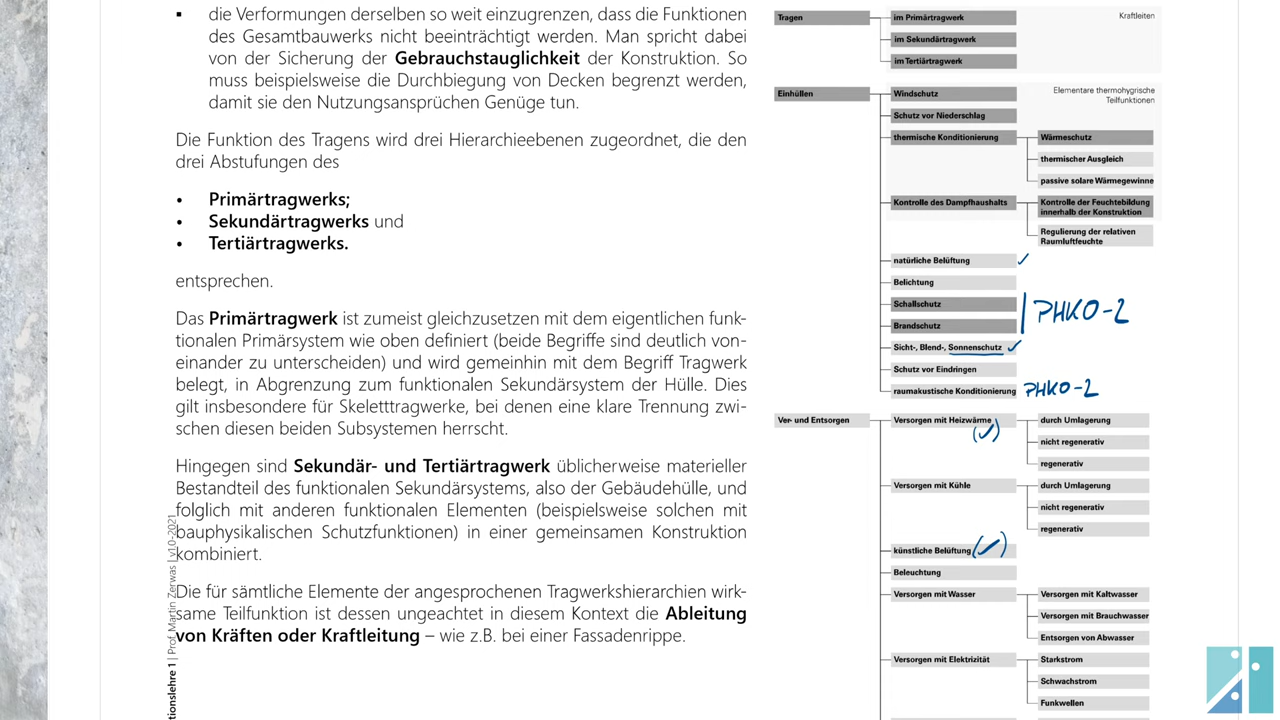 ▪ die Verformungen derselben so weit einzugrenzen, dass die Funktionen
des Gesamtbauwerks nicht beeinträchtigt werden. Man spricht dabei
von der Sicherung der Gebrauchstauglichkeit der Konstruktion. So
muss beispielsweise die Durchbiegung von Decken begrenzt werden,
damit sie den Nutzungsansprüchen Genüge tun.
Die Funktion des Tragens wird drei Hierarchieebenen zugeordnet, die den
drei Abstufungen des
• Primärtragwerks;
• Sekundärtragwerks und
• Tertiärtragwerks.
entsprechen.
Das Primärtragwerk ist zumeist gleichzusetzen mit dem eigentlichen funk-
tionalen Primärsystem wie oben definiert (beide Begriffe sind deutlich von-
einander zu unterscheiden) und wird gemeinhin mit dem Begriff Tragwerk
belegt, in Abgrenzung zum funktionalen Sekundärsystem der Hülle. Dies
gilt insbesondere für Skeletttragwerke, bei denen eine klare Trennung zwi-
schen diesen beiden Subsystemen herrscht.
Hingegen sind Sekundär- und Tertiärtragwerk üblicherweise materieller
Bestandteil des funktionalen Sekundärsystems, also der Gebäudehülle, und
folglich mit anderen funktionalen Elementen (beispielsweise solchen mit
bauphysikalischen Schutzfunktionen) in einer gemeinsamen Konstruktion
kombiniert.
Die für sämtliche Elemente der angesprochenen Tragwerkshierarchien wirk-
same Teilfunktion ist dessen ungeachtet in diesem Kontext die Ableitung
von Kräften oder Kraftleitung – wie z.B. bei einer Fassadenrippe.
tionslehre 1 | Prof. Martin Zerwas | v10-2021
Tragen
im Primärtragwerk
Kraftleiten
im Sekundärtragwerk
im Tertiärtragwerk
Einhüllen
Windschutz
Elementare thermohygrische
Teilfunktionen
Schutz vor Niederschlag
thermische Konditionierung
Wärmeschutz
thermischer Ausgleich
passive solare Wärmegewinne
Kontrolle des Dampfhaushalts
Kontrolle der Feuchtebildung
innerhalb der Konstruktion
Regulierung der relativen
Raumluftfeuchte
natürliche Belüftung ✓
Belichtung
Schallschutz
PHKO-2
Brandschutz
Sicht-, Blend-, Sonnenschutz ✓
Schutz vor Eindringen
raumakustische Konditionierung PHKO-2
Ver- und Entsorgen
Versorgen mit Heizwärme
(✓)
durch Umlagerung
nicht regenerativ
regenerativ
Versorgen mit Kühle
durch Umlagerung
nicht regenerativ
regenerativ
künstliche Belüftung (✓)
Beleuchtung
Versorgen mit Wasser
Versorgen mit Kaltwasser
Versorgen mit Brauchwasser
Entsorgen von Abwasser
Versorgen mit Elektrizität
Starkstrom
Schwachstrom
Funkwellen